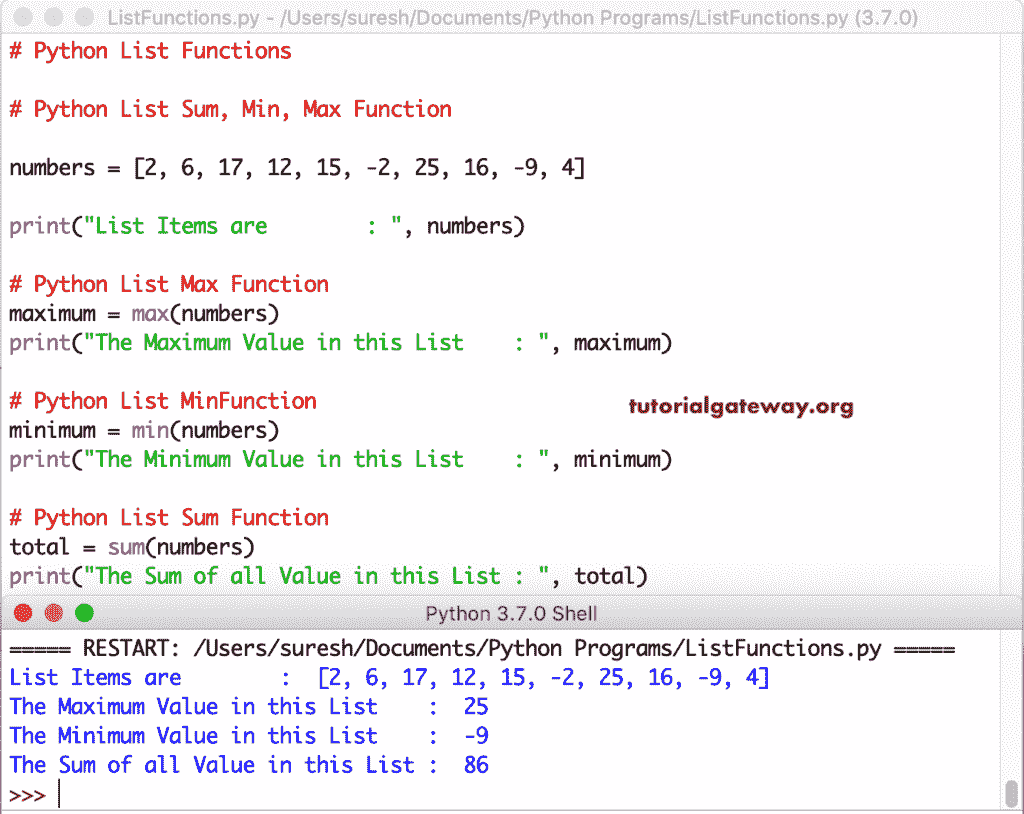 ListFunctions.py - /Users/suresh/Documents/Python Programs/ListFunctions.py (3.7.0)
# Python List Functions
# Python List Sum, Min, Max Function
numbers = [2, 6, 17, 12, 15, -2, 25, 16, -9, 4]
print("List Items are        : ", numbers)
# Python List Max Function
maximum = max(numbers)
print("The Maximum Value in this List    : ", maximum)
# Python List MinFunction
tutorialgateway.org
minimum = min(numbers)
print("The Minimum Value in this List    : ", minimum)
# Python List Sum Function
total = sum(numbers)
print("The Sum of all Value in this List : ", total)
Python 3.7.0 Shell
===== RESTART: /Users/suresh/Documents/Python Programs/ListFunctions.py =====
List Items are        :  [2, 6, 17, 12, 15, -2, 25, 16, -9, 4]
The Maximum Value in this List    :  25
The Minimum Value in this List    :  -9
The Sum of all Value in this List :  86
>>>